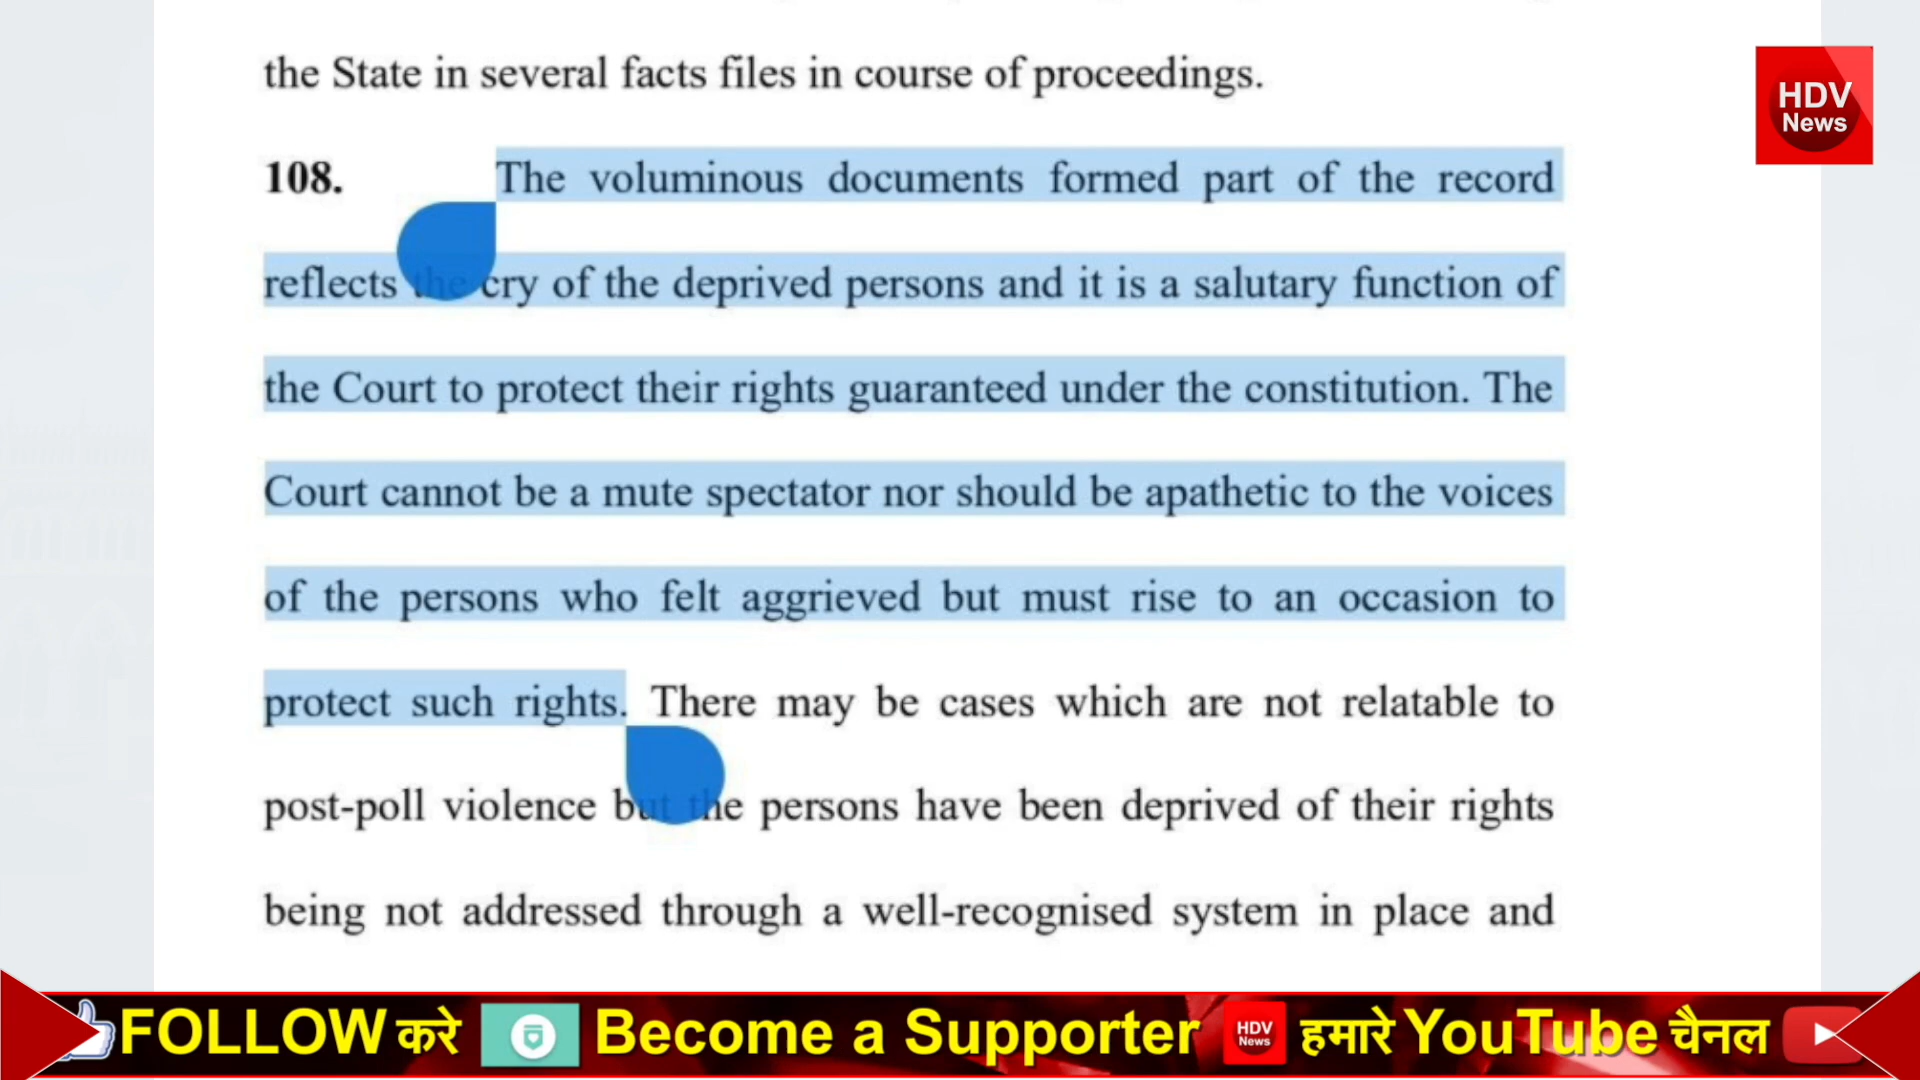 the State in several facts files in course of proceedings.
108. The voluminous documents formed part of the record
reflects the cry of the deprived persons and it is a salutary function of
the Court to protect their rights guaranteed under the constitution. The
Court cannot be a mute spectator nor should be apathetic to the voices
of the persons who felt aggrieved but must rise to an occasion to
protect such rights. There may be cases which are not relatable to
post-poll violence but the persons have been deprived of their rights
being not addressed through a well-recognised system in place and
HDV
News
FOLLOW करे Become a Supporter HDV News हमारे YouTube चैनल